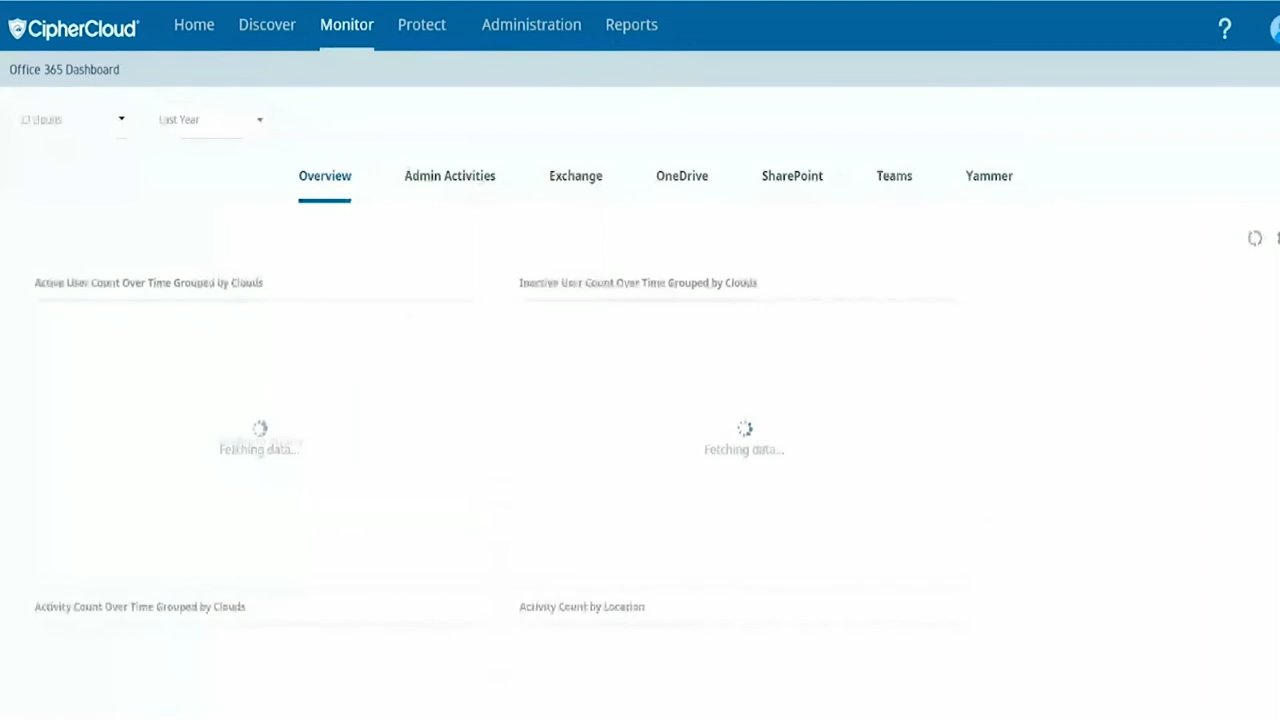 CipherCloud Home Discover Monitor Protect Administration Reports ?
Office 365 Dashboard
Last Year
Overview Admin Activities Exchange OneDrive SharePoint Teams Yammer
Active User Count Over Time Grouped by Clouds Inactive User Count Over Time Grouped by Clouds
Fetching data... Fetching data...
Activity Count Over Time Grouped by Clouds Activity Count by Location